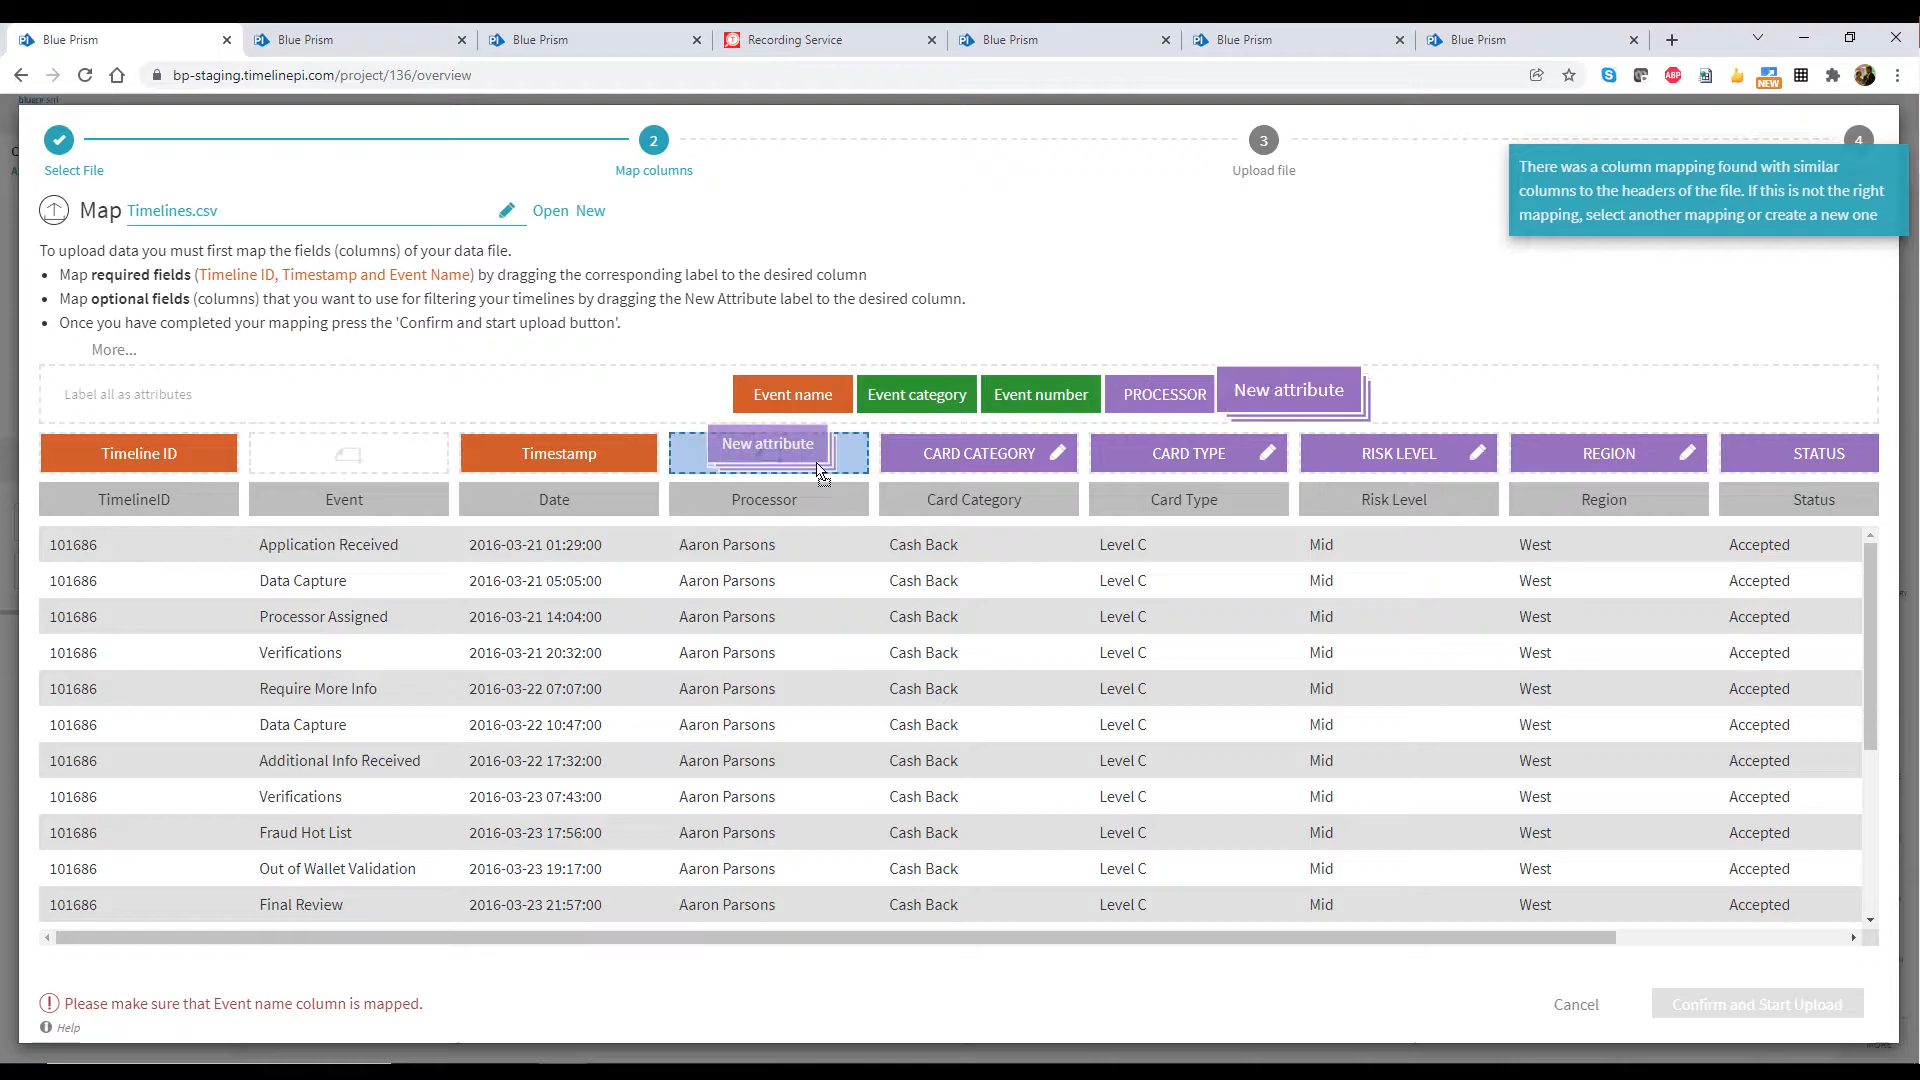 Blue Prism
Blue Prism
Blue Prism
Recording Service
Blue Prism
Blue Prism
Blue Prism
bp-staging.timelinepi.com/project/136/overview
ABP
NEW
2
3
4
Select File
Map columns
Upload file
There was a column mapping found with similar
columns to the headers of the file. If this is not the right
mapping, select another mapping or create a new one
Map Timelines.csv Open New
To upload data you must first map the fields (columns) of your data file.
• Map required fields (Timeline ID, Timestamp and Event Name) by dragging the corresponding label to the desired column
• Map optional fields (columns) that you want to use for filtering your timelines by dragging the New Attribute label to the desired column.
• Once you have completed your mapping press the 'Confirm and start upload button'.
More...
Label all as attributes Event name Event category Event number PROCESSOR New attribute
Timeline ID Timestamp New attribute CARD CATEGORY CARD TYPE RISK LEVEL REGION STATUS
TimelineID Event Date Processor Card Category Card Type Risk Level Region Status
101686 Application Received 2016-03-21 01:29:00 Aaron Parsons Cash Back Level C Mid West Accepted
101686 Data Capture 2016-03-21 05:05:00 Aaron Parsons Cash Back Level C Mid West Accepted
101686 Processor Assigned 2016-03-21 14:04:00 Aaron Parsons Cash Back Level C Mid West Accepted
101686 Verifications 2016-03-21 20:32:00 Aaron Parsons Cash Back Level C Mid West Accepted
101686 Require More Info 2016-03-22 07:07:00 Aaron Parsons Cash Back Level C Mid West Accepted
101686 Data Capture 2016-03-22 10:47:00 Aaron Parsons Cash Back Level C Mid West Accepted
101686 Additional Info Received 2016-03-22 17:32:00 Aaron Parsons Cash Back Level C Mid West Accepted
101686 Verifications 2016-03-23 07:43:00 Aaron Parsons Cash Back Level C Mid West Accepted
101686 Fraud Hot List 2016-03-23 17:56:00 Aaron Parsons Cash Back Level C Mid West Accepted
101686 Out of Wallet Validation 2016-03-23 19:17:00 Aaron Parsons Cash Back Level C Mid West Accepted
101686 Final Review 2016-03-23 21:57:00 Aaron Parsons Cash Back Level C Mid West Accepted
Please make sure that Event name column is mapped.
Cancel
Confirm and Start Upload
Help